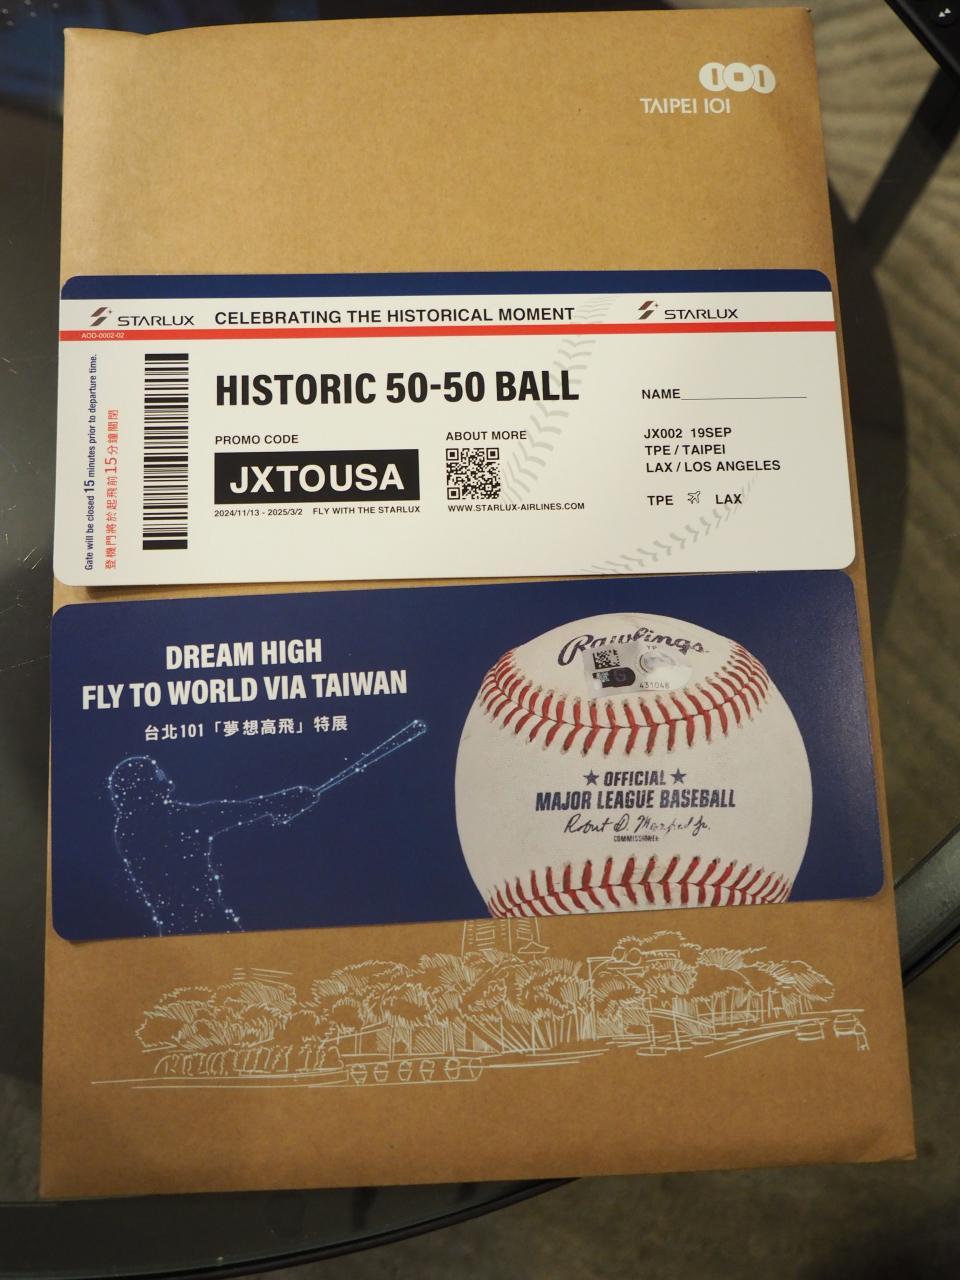 TAIPEI 101
STARLUX
CELEBRATING THE HISTORICAL MOMENT
STARLUX
AOD-0002-02
Gate will be closed 15 minutes prior to departure time.
登機門將於起飛前15分鐘關閉
HISTORIC 50-50 BALL
PROMO CODE
JXTOUSA
2024/11/13 - 2025/3/2 FLY WITH THE STARLUX
ABOUT MORE
WWW.STARLUX-AIRLINES.COM
NAME
JX002 19SEP
TPE / TAIPEI
LAX / LOS ANGELES
TPE LAX
DREAM HIGH
FLY TO WORLD VIA TAIWAN
台北101「夢想高飛」特展
Rawlings
YP
431048
OFFICIAL
MAJOR LEAGUE BASEBALL
Robert D. Manfred Jr.
COMMISSIONER